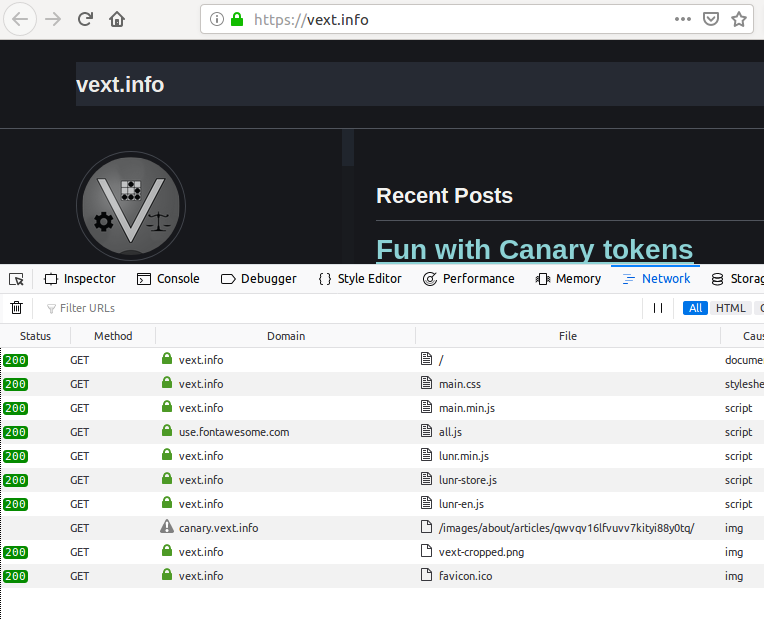 https://vext.info
vext.info
V
Recent Posts
Fun with Canary tokens
Inspector Console Debugger { } Style Editor Performance Memory Network Storag
Filter URLs All HTML C
Status Method Domain File Cau
200 GET vext.info / docume
200 GET vext.info main.css styleshe
200 GET vext.info main.min.js script
200 GET use.fontawesome.com all.js script
200 GET vext.info lunr.min.js script
200 GET vext.info lunr-store.js script
200 GET vext.info lunr-en.js script
GET canary.vext.info /images/about/articles/qwvqv16lfvuvv7kityi88y0tq/ img
200 GET vext.info vext-cropped.png img
200 GET vext.info favicon.ico img